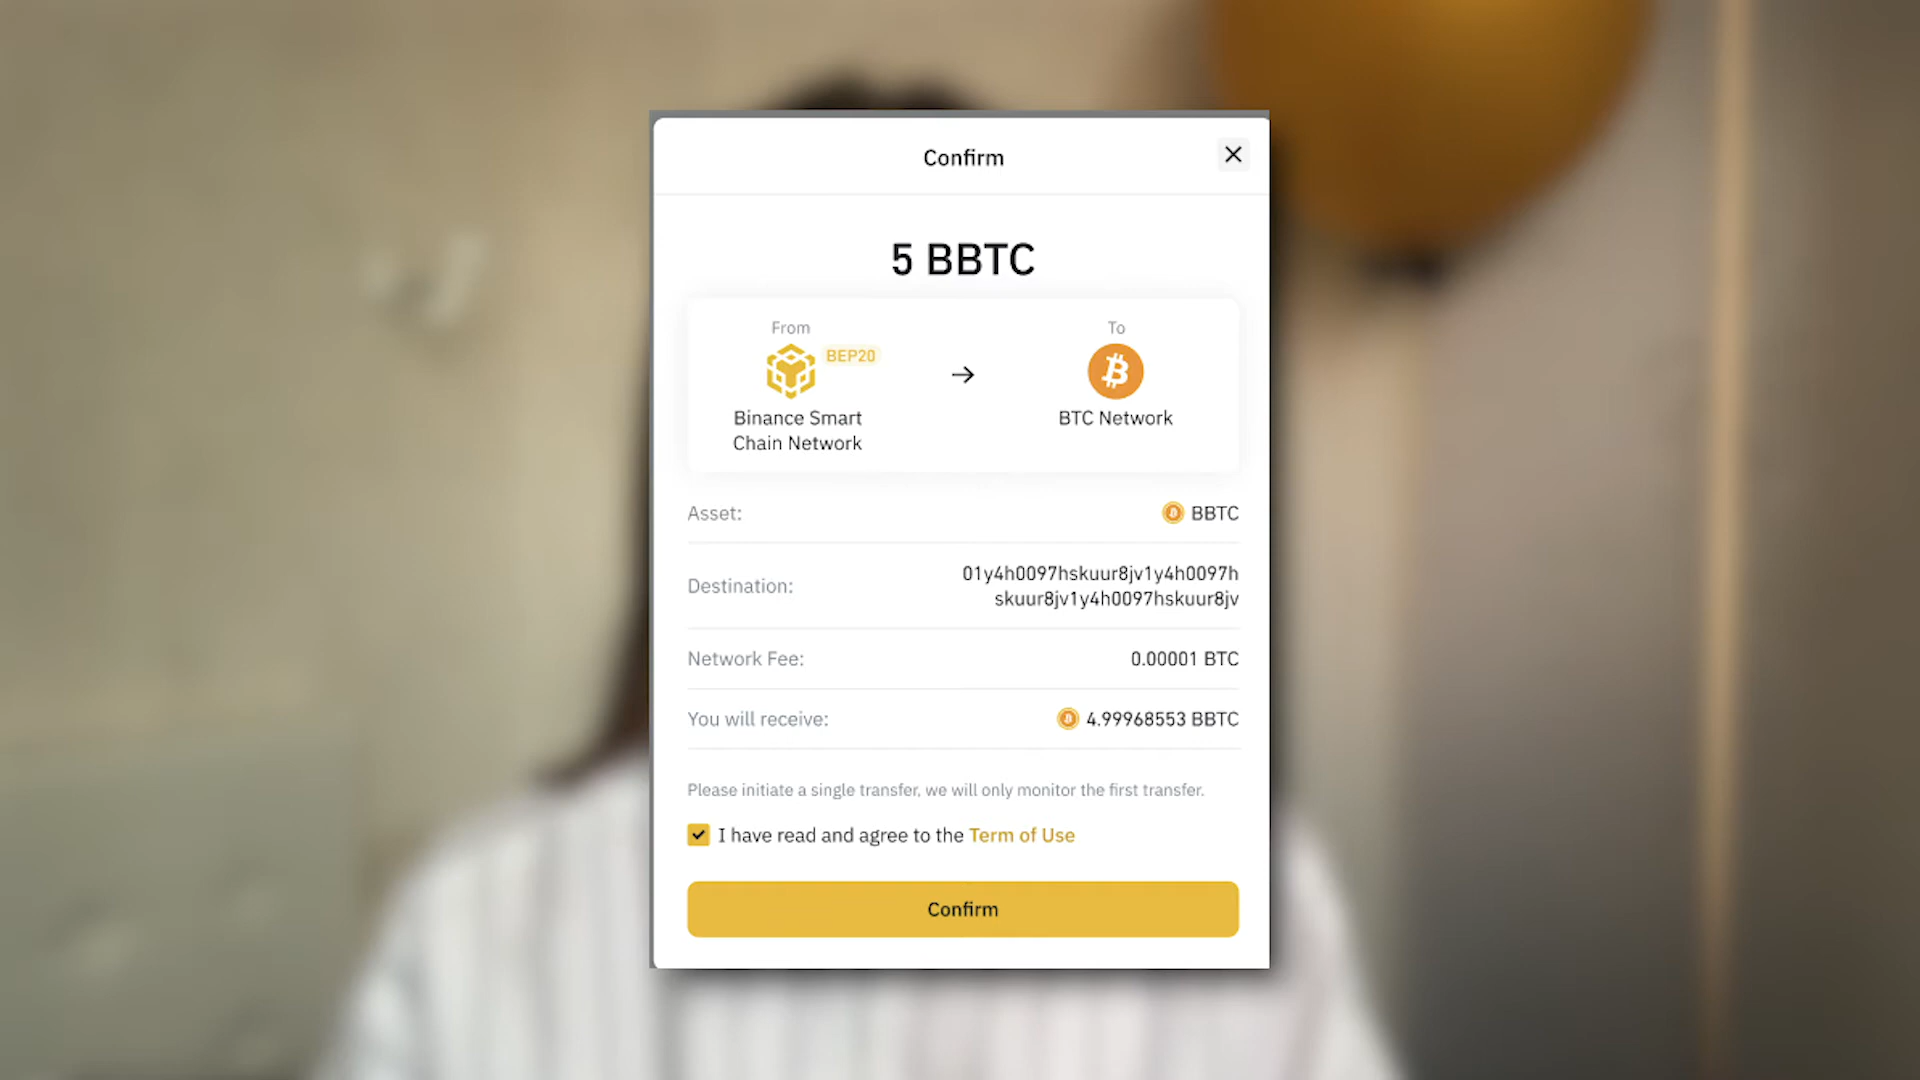 Confirm
5 BBTC
From
To
BEP20
Binance Smart
Chain Network
BTC Network
Asset:
BBTC
Destination:
01y4h0097hskuur8jv1y4h0097h
skuur8jv1y4h0097hskuur8jv
Network Fee:
0.00001 BTC
You will receive:
4.99968553 BBTC
Please initiate a single transfer, we will only monitor the first transfer.
I have read and agree to the Term of Use
Confirm